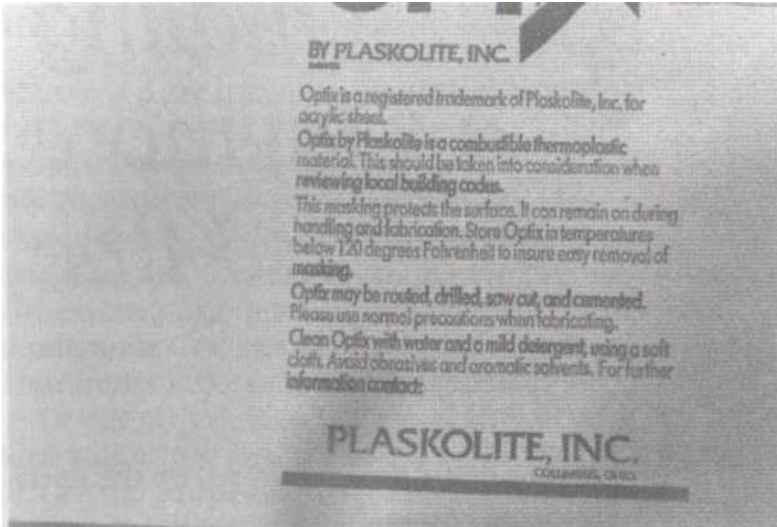 BY PLASKOLITE, INC.
Optix is a registered trademark of Plaskolite, Inc. for
acrylic sheet.
Optix by Plaskolite is a combustible thermoplastic
material. This should be taken into consideration when
reviewing local building codes.
This masking protects the surface. It can remain on during
handling and fabrication. Store Optix in temperatures
below 120 degrees Fahrenheit to insure easy removal of
masking.
Optix may be routed, drilled, saw cut, and cemented.
Please use normal precautions when fabricating.
Clean Optix with water and a mild detergent, using a soft
cloth. Avoid abrasives and aromatic solvents. For further
information contact:
PLASKOLITE, INC.
COLUMBUS, OHIO